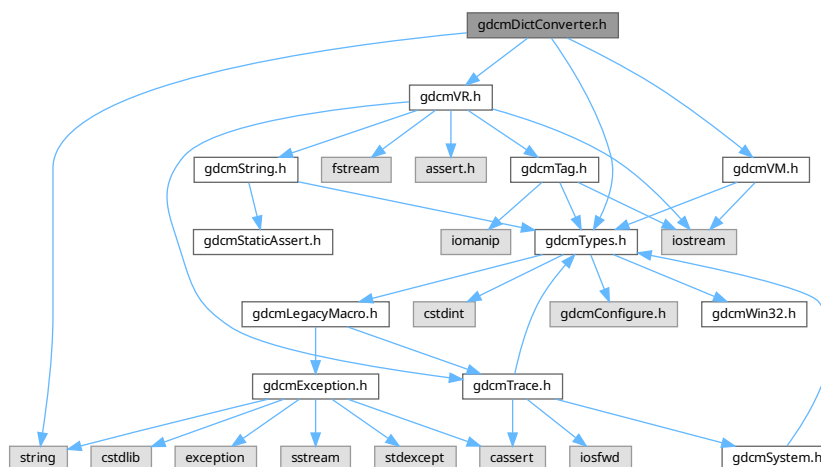 gdcmDictConverter.h
gdcmVR.h
gdcmString.h
fstream
assert.h
gdcmTag.h
gdcmVM.h
gdcmStaticAssert.h
iomanip
gdcmTypes.h
iostream
gdcmLegacyMacro.h
cstdint
gdcmConfigure.h
gdcmWin32.h
gdcmException.h
gdcmTrace.h
string
cstdlib
exception
sstream
stdexcept
cassert
iosfwd
gdcmSystem.h